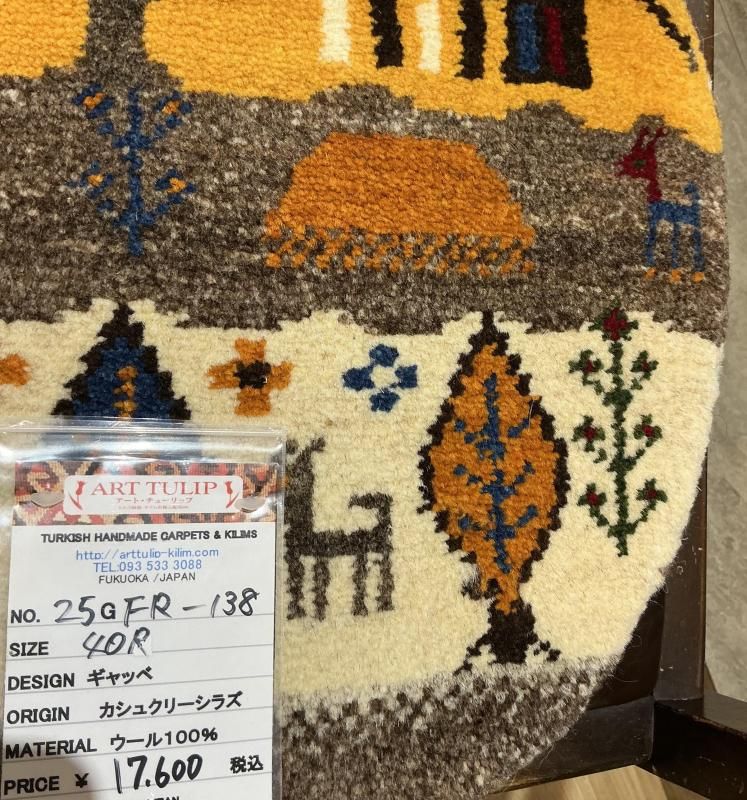 ART TULIP
アート・チューリップ
TURKISH HANDMADE CARPETS & KILIMS
http://arttulip-kilim.com
TEL:093 533 3088
FUKUOKA /JAPAN
NO. 25GFR-138
SIZE 40R
DESIGN ギャッベ
ORIGIN カシュクリーシラズ
MATERIAL ウール100%
PRICE ¥ 17.600 税込